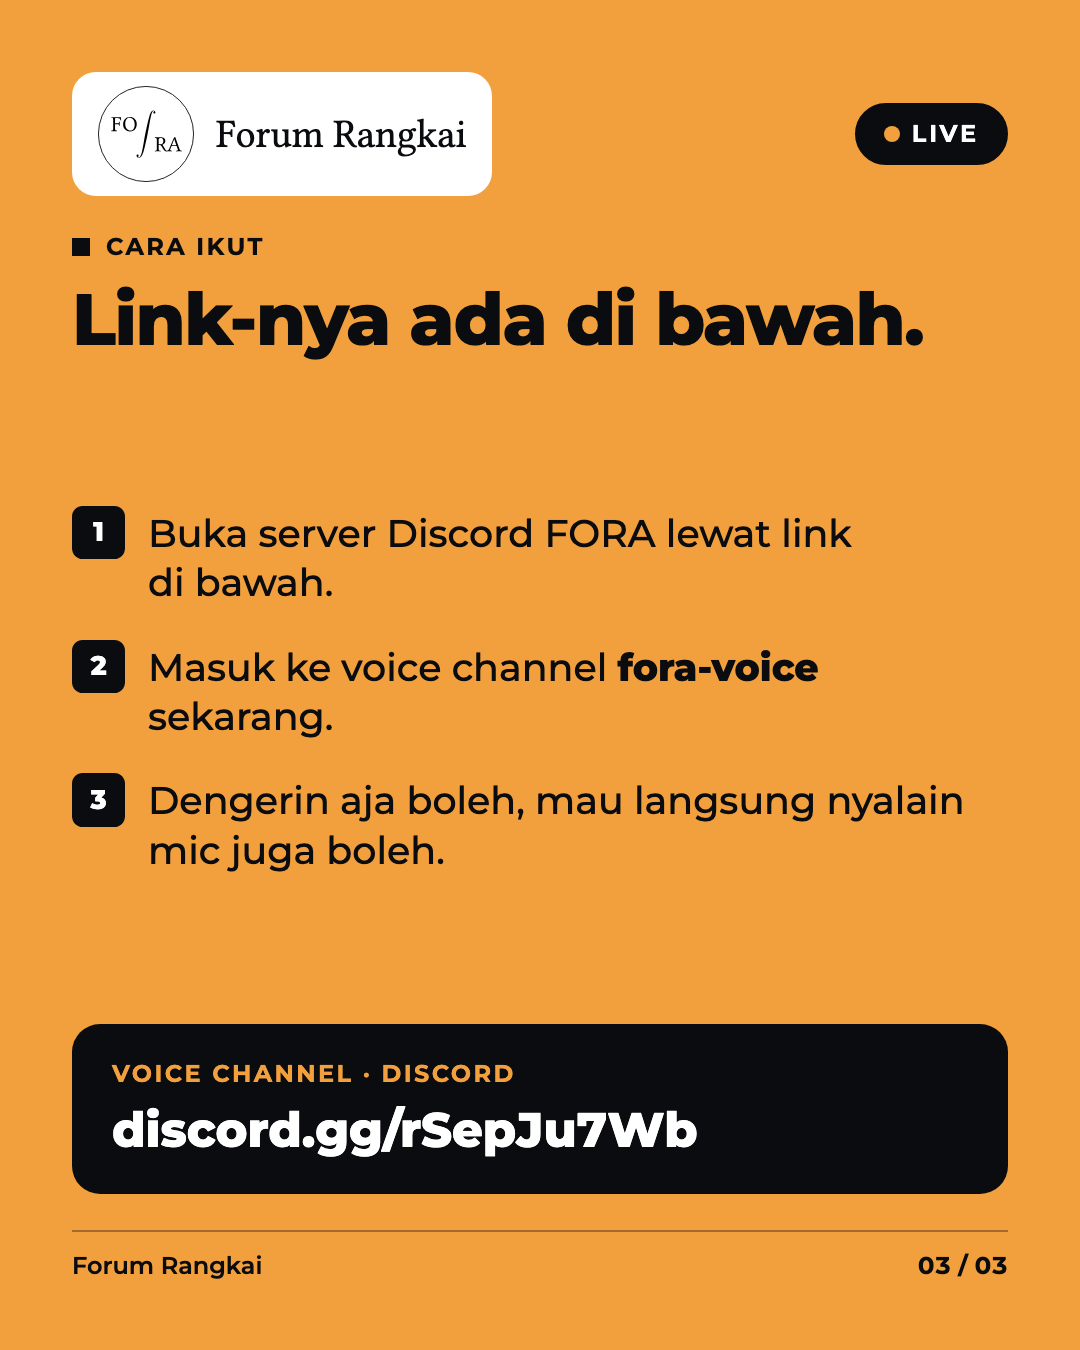 FO
RA
Forum Rangkai
LIVE
CARA IKUT
Link-nya ada di bawah.
1
Buka server Discord FORA lewat link
di bawah.
2
Masuk ke voice channel fora-voice
sekarang.
3
Dengerin aja boleh, mau langsung nyalain
mic juga boleh.
VOICE CHANNEL · DISCORD
discord.gg/rSepJu7Wb
Forum Rangkai
03 / 03